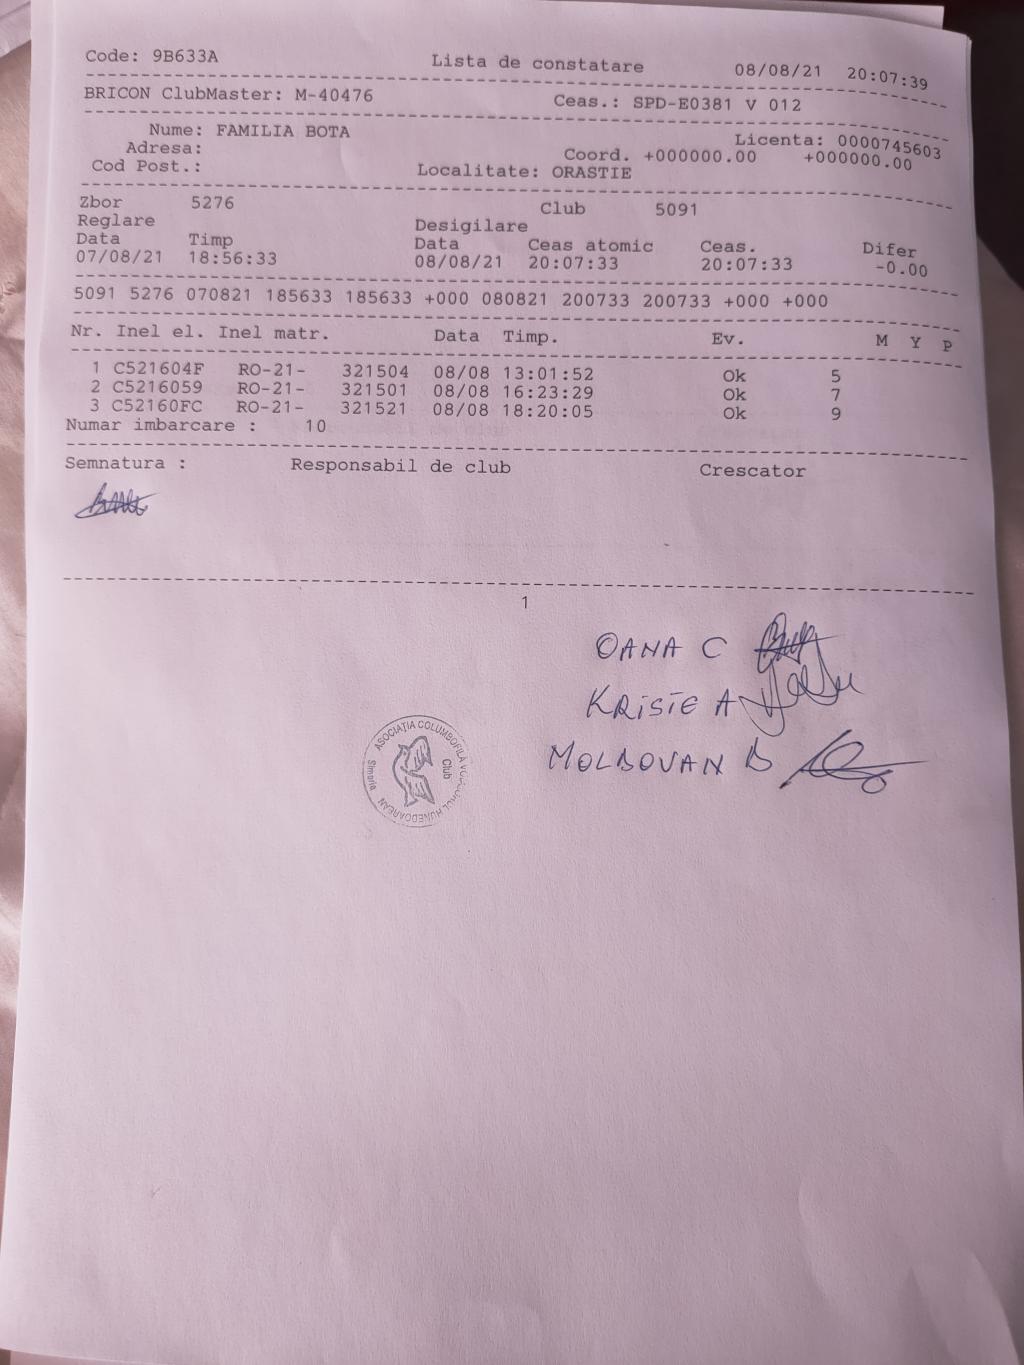 Code: 9B633A Lista de constatare 08/08/21 20:07:39
BRICON ClubMaster: M-40476 Ceas.: SPD-E0381 V 012
Nume: FAMILIA BOTA Licenta: 0000745603
Adresa: Coord. +000000.00 +000000.00
Cod Post.: Localitate: ORASTIE
Zbor 5276 Club 5091
Reglare Desigilare
Data Timp Data Ceas atomic Ceas. Difer
07/08/21 18:56:33 08/08/21 20:07:33 20:07:33 -0.00
5091 5276 070821 185633 185633 +000 080821 200733 200733 +000 +000
Nr. Inel el. Inel matr. Data Timp. Ev. M Y P
1 C521604F RO-21- 321504 08/08 13:01:52 Ok 5
2 C5216059 RO-21- 321501 08/08 16:23:29 Ok 7
3 C52160FC RO-21- 321521 08/08 18:20:05 Ok 9
Numar imbarcare : 10
Semnatura : Responsabil de club Crescator
1
OANA C
KRISTE A
MOLDOVAN B
ASOCIAȚIA COLUMBOFILĂ HUNEDOREAN
Club
Simeria